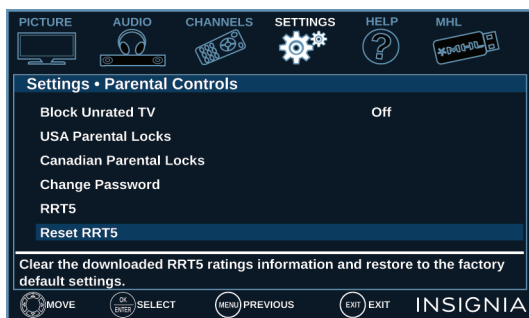 PICTURE AUDIO CHANNELS SETTINGS HELP MHL
MHL
Settings • Parental Controls
Block Unrated TV Off
USA Parental Locks
Canadian Parental Locks
Change Password
RRT5
Reset RRT5
Clear the downloaded RRT5 ratings information and restore to the factory
default settings.
MOVE OK ENTER SELECT MENU PREVIOUS EXIT EXIT INSIGNIA